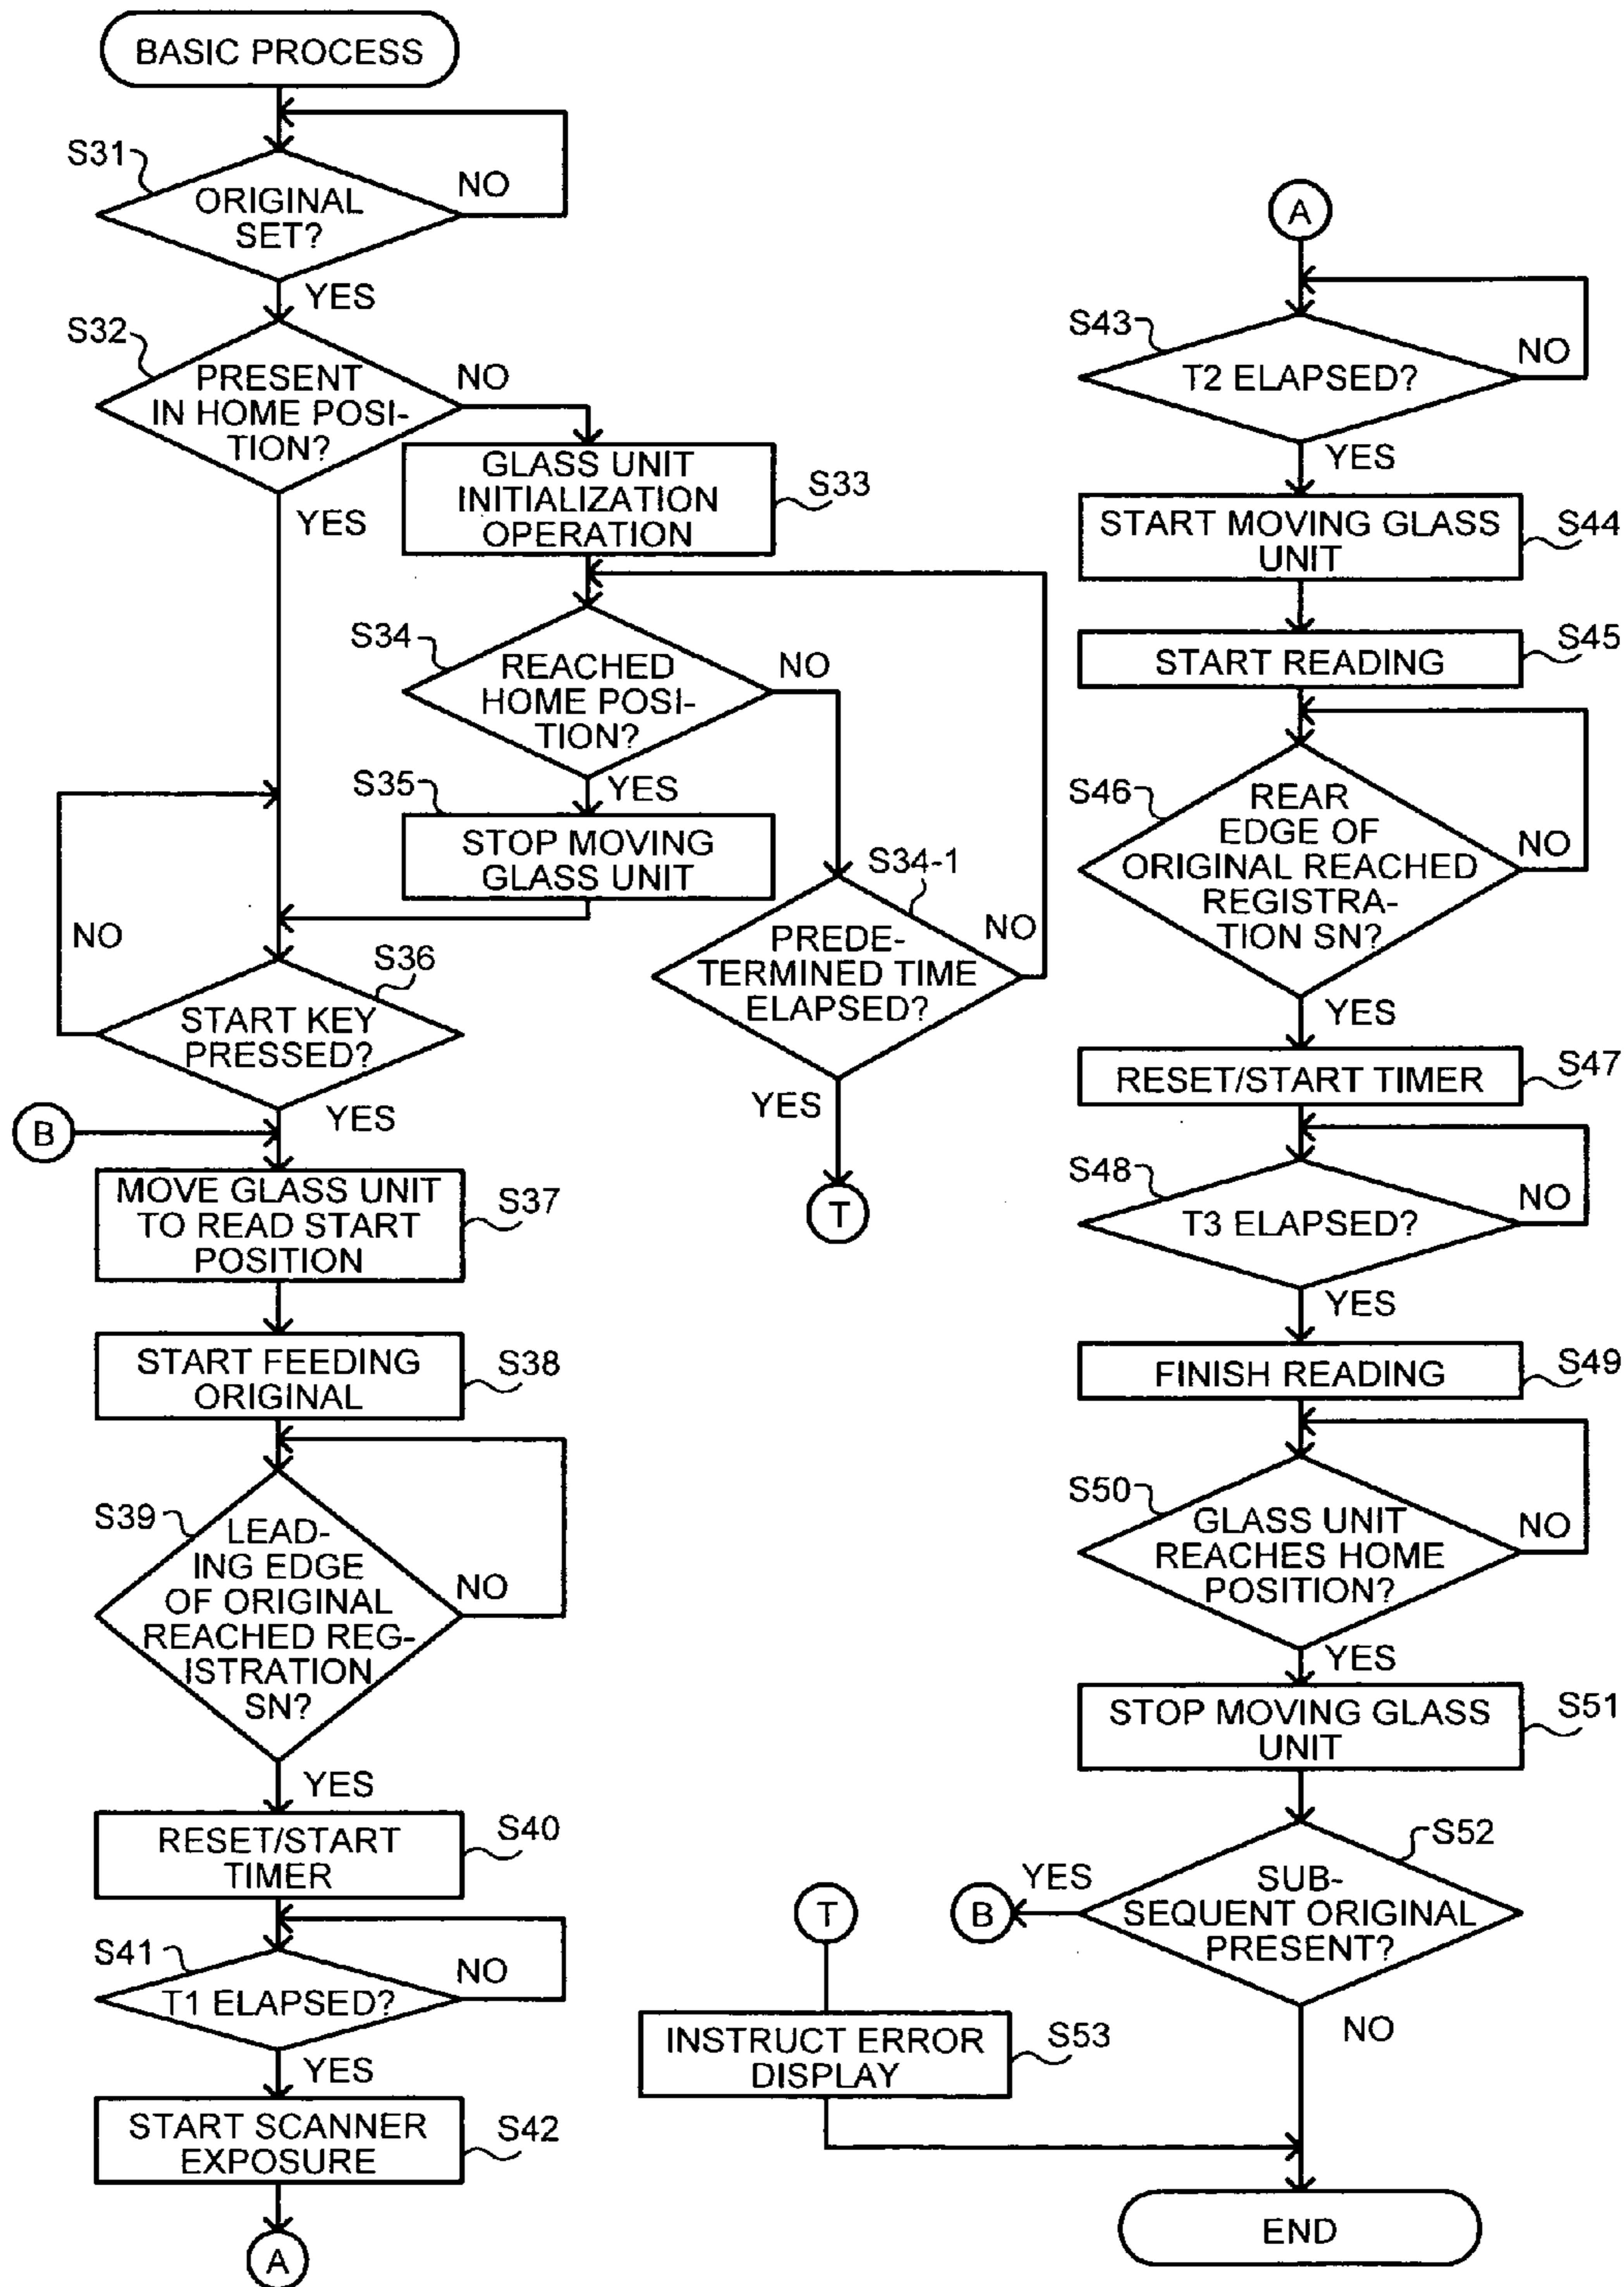 BASIC PROCESS
S31
ORIGINAL
SET?
NO
YES
S32
PRESENT
IN HOME POSI-
TION?
NO
YES
GLASS UNIT
INITIALIZATION
OPERATION
S33
S34
REACHED
HOME POSI-
TION?
NO
YES
S35
STOP MOVING
GLASS UNIT
S34-1
PREDE-
TERMINED TIME
ELAPSED?
NO
YES
T
NO
S36
START KEY
PRESSED?
YES
B
MOVE GLASS UNIT
TO READ START
POSITION
S37
START FEEDING
ORIGINAL
S38
S39
LEAD-
ING EDGE
OF ORIGINAL
REACHED REG-
ISTRATION
SN?
NO
YES
RESET/START
TIMER
S40
S41
T1 ELAPSED?
NO
YES
START SCANNER
EXPOSURE
S42
A
A
S43
T2 ELAPSED?
NO
YES
START MOVING GLASS
UNIT
S44
START READING
S45
S46
REAR
EDGE OF
ORIGINAL REACHED
REGISTRA-
TION SN?
NO
YES
RESET/START TIMER
S47
S48
T3 ELAPSED?
NO
YES
FINISH READING
S49
S50
GLASS UNIT
REACHES HOME
POSITION?
NO
YES
STOP MOVING GLASS
UNIT
S51
S52
SUB-
SEQUENT ORIGINAL
PRESENT?
YES
B
NO
T
INSTRUCT ERROR
DISPLAY
S53
END